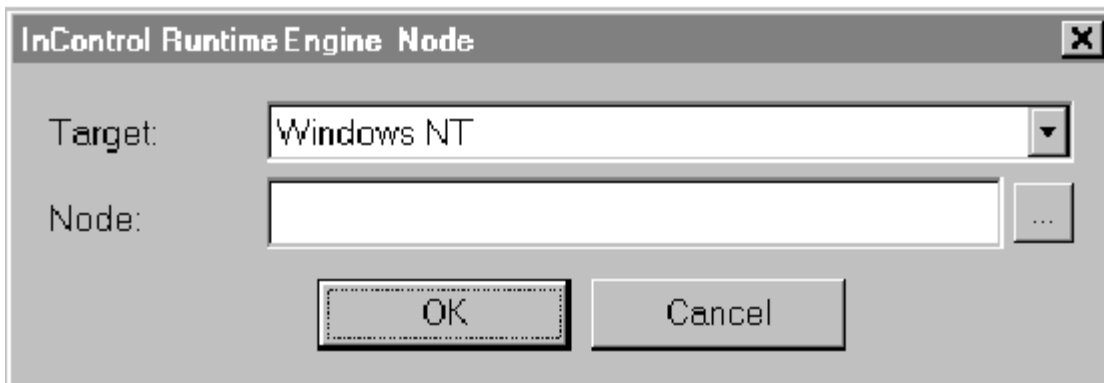 InControl Runtime Engine Node
Target: Windows NT
Node: ...
OK Cancel